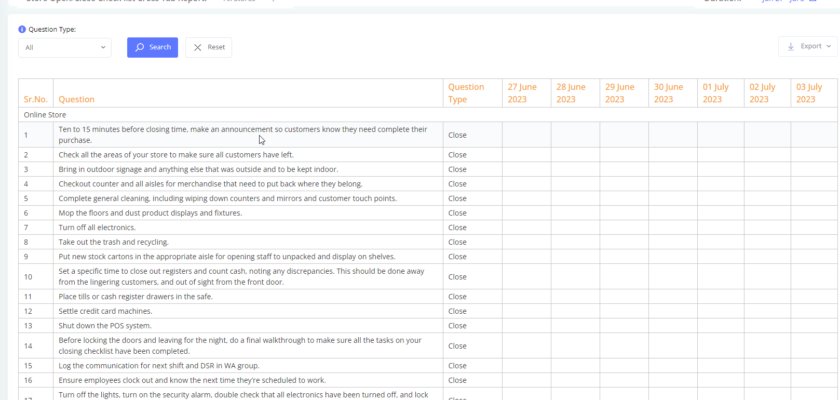 Question Type:
All
Search
Reset
Export
Sr.No. Question Question Type 27 June 2023 28 June 2023 29 June 2023 30 June 2023 01 July 2023 02 July 2023 03 July 2023
Online Store
1 Ten to 15 minutes before closing time, make an announcement so customers know they need complete their
purchase. Close
2 Check all the areas of your store to make sure all customers have left. Close
3 Bring in outdoor signage and anything else that was outside and to be kept indoor. Close
4 Checkout counter and all aisles for merchandise that need to put back where they belong. Close
5 Complete general cleaning, including wiping down counters and mirrors and customer touch points. Close
6 Mop the floors and dust product displays and fixtures. Close
7 Turn off all electronics. Close
8 Take out the trash and recycling. Close
9 Put new stock cartons in the appropriate aisle for opening staff to unpacked and display on shelves. Close
10 Set a specific time to close out registers and count cash, noting any discrepancies. This should be done away
from the lingering customers, and out of sight from the front door. Close
11 Place tills or cash register drawers in the safe. Close
12 Settle credit card machines. Close
13 Shut down the POS system. Close
14 Before locking the doors and leaving for the night, do a final walkthrough to make sure all the tasks on your
closing checklist have been completed. Close
15 Log the communication for next shift and DSR in WA group. Close
16 Ensure employees clock out and know the next time they're scheduled to work. Close
17 Turn off the lights, turn on the security alarm, double check that all electronics have been turned off, and lock
Close